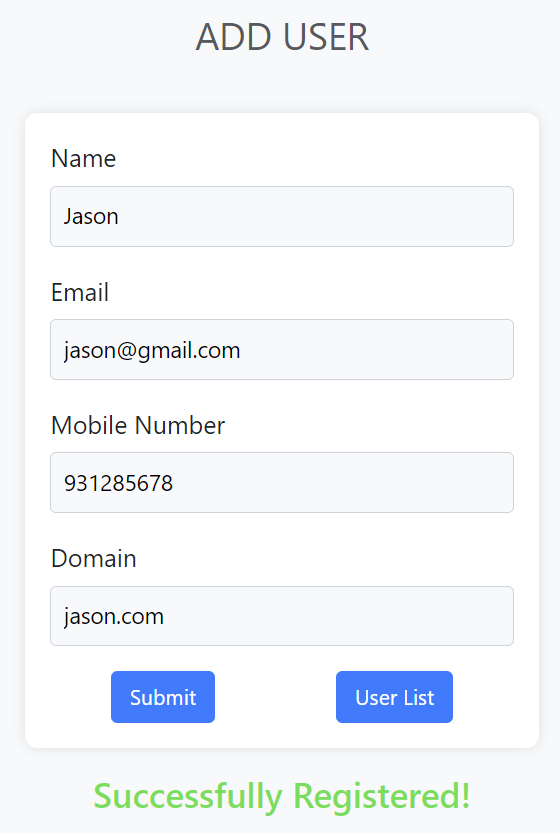 ADD USER
Name
Jason
Email
jason@gmail.com
Mobile Number
931285678
Domain
jason.com
Submit User List
Successfully Registered!